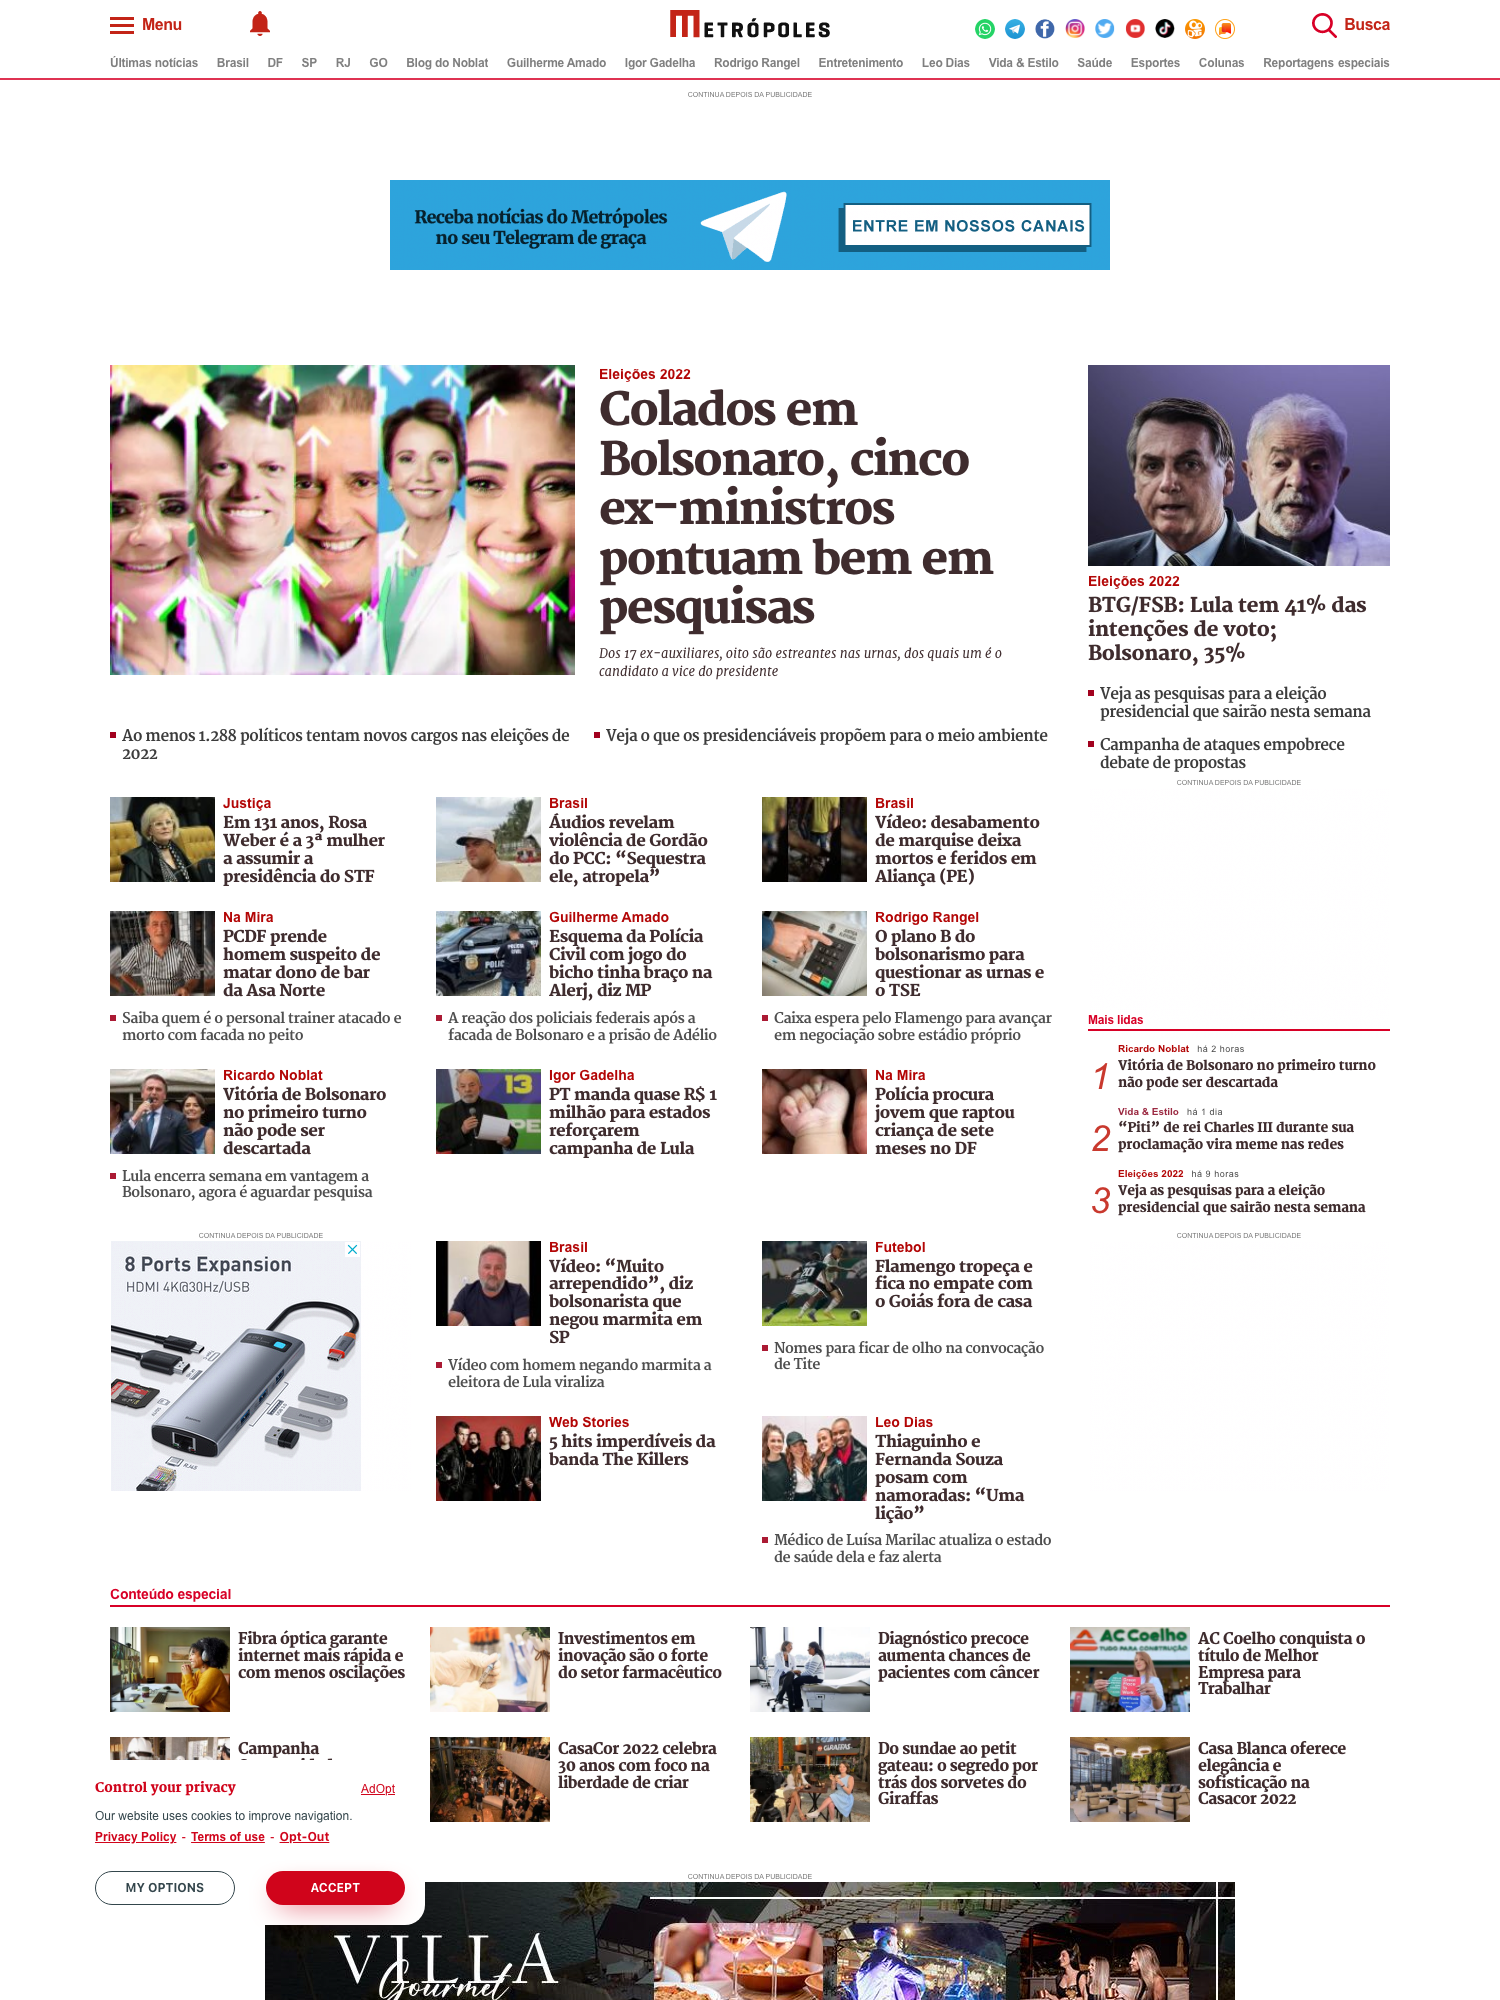 Menu
METRÓPOLES
Busca
Últimas notícias Brasil DF SP RJ GO Blog do Noblat Guilherme Amado Igor Gadelha Rodrigo Rangel Entretenimento Leo Dias Vida & Estilo Saúde Esportes Colunas Reportagens especiais
CONTINUA DEPOIS DA PUBLICIDADE
Receba notícias do Metrópoles
no seu Telegram de graça
ENTRE EM NOSSOS CANAIS
Eleições 2022
Colados em
Bolsonaro, cinco
ex-ministros
pontuam bem em
pesquisas
Dos 17 ex-auxiliares, oito são estreantes nas urnas, dos quais um é o
candidato a vice do presidente
Eleições 2022
BTG/FSB: Lula tem 41% das
intenções de voto;
Bolsonaro, 35%
Veja as pesquisas para a eleição
presidencial que sairão nesta semana
Campanha de ataques empobrece
debate de propostas
CONTINUA DEPOIS DA PUBLICIDADE
Ao menos 1.288 políticos tentam novos cargos nas eleições de
2022
Veja o que os presidenciáveis propõem para o meio ambiente
Justiça
Em 131 anos, Rosa
Weber é a 3ª mulher
a assumir a
presidência do STF
Brasil
Áudios revelam
violência de Gordão
do PCC: “Sequestra
ele, atropela”
Brasil
Vídeo: desabamento
de marquise deixa
mortos e feridos em
Aliança (PE)
Na Mira
PCDF prende
homem suspeito de
matar dono de bar
da Asa Norte
Saiba quem é o personal trainer atacado e
morto com facada no peito
Guilherme Amado
Esquema da Polícia
Civil com jogo do
bicho tinha braço na
Alerj, diz MP
A reação dos policiais federais após a
facada de Bolsonaro e a prisão de Adélio
Rodrigo Rangel
O plano B do
bolsonarismo para
questionar as urnas e
o TSE
Caixa espera pelo Flamengo para avançar
em negociação sobre estádio próprio
Ricardo Noblat
Vitória de Bolsonaro
no primeiro turno
não pode ser
descartada
Lula encerra semana em vantagem a
Bolsonaro, agora é aguardar pesquisa
13
Igor Gadelha
PT manda quase R$ 1
milhão para estados
reforçarem
campanha de Lula
Na Mira
Polícia procura
jovem que raptou
criança de sete
meses no DF
Mais lidas
1
Ricardo Noblat há 2 horas
Vitória de Bolsonaro no primeiro turno
não pode ser descartada
2
Vida & Estilo há 1 dia
“Piti” de rei Charles III durante sua
proclamação vira meme nas redes
3
Eleições 2022 há 9 horas
Veja as pesquisas para a eleição
presidencial que sairão nesta semana
CONTINUA DEPOIS DA PUBLICIDADE
CONTINUA DEPOIS DA PUBLICIDADE
8 Ports Expansion
HDMI 4K@30Hz/USB
RJ45
Brasil
Vídeo: “Muito
arrependido”, diz
bolsonarista que
negou marmita em
SP
Vídeo com homem negando marmita a
eleitora de Lula viraliza
Futebol
Flamengo tropeça e
fica no empate com
o Goiás fora de casa
Nomes para ficar de olho na convocação
de Tite
Web Stories
5 hits imperdíveis da
banda The Killers
Leo Dias
Thiaguinho e
Fernanda Souza
posam com
namoradas: “Uma
lição”
Médico de Luísa Marilac atualiza o estado
de saúde dela e faz alerta
Conteúdo especial
Fibra óptica garante
internet mais rápida e
com menos oscilações
Investimentos em
inovação são o forte
do setor farmacêutico
Diagnóstico precoce
aumenta chances de
pacientes com câncer
AC Coelho
TUDO PARA CONSTRUÇÃO
AC Coelho conquista o
título de Melhor
Empresa para
Trabalhar
Campanha
CasaCor 2022 celebra
30 anos com foco na
liberdade de criar
GIRAFFAS
Do sundae ao petit
gateau: o segredo por
trás dos sorvetes do
Giraffas
Casa Blanca oferece
elegância e
sofisticação na
Casacor 2022
Control your privacy
AdOpt
Our website uses cookies to improve navigation.
Privacy Policy - Terms of use - Opt-Out
MY OPTIONS
ACCEPT
CONTINUA DEPOIS DA PUBLICIDADE
VILLA
Gourmet